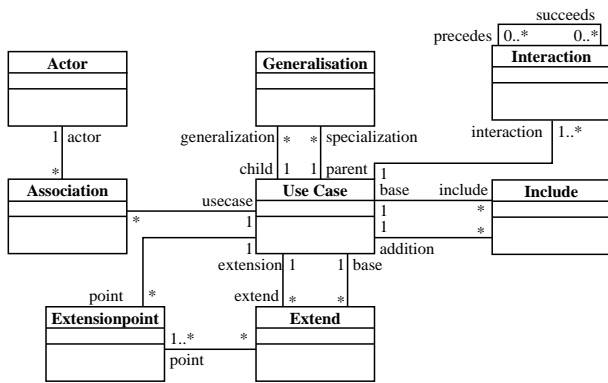 succeeds
precedes 0..* 0..*
Actor Generalisation Interaction
1 actor
generalization * * specialization
interaction 1..*
*
child 1 1 parent
1
Association Use Case base include Include
usecase
* 1 1 *
1 *
1 extension 1 1 base addition
point *
extend * *
Extensionpoint Extend
1..* *
point